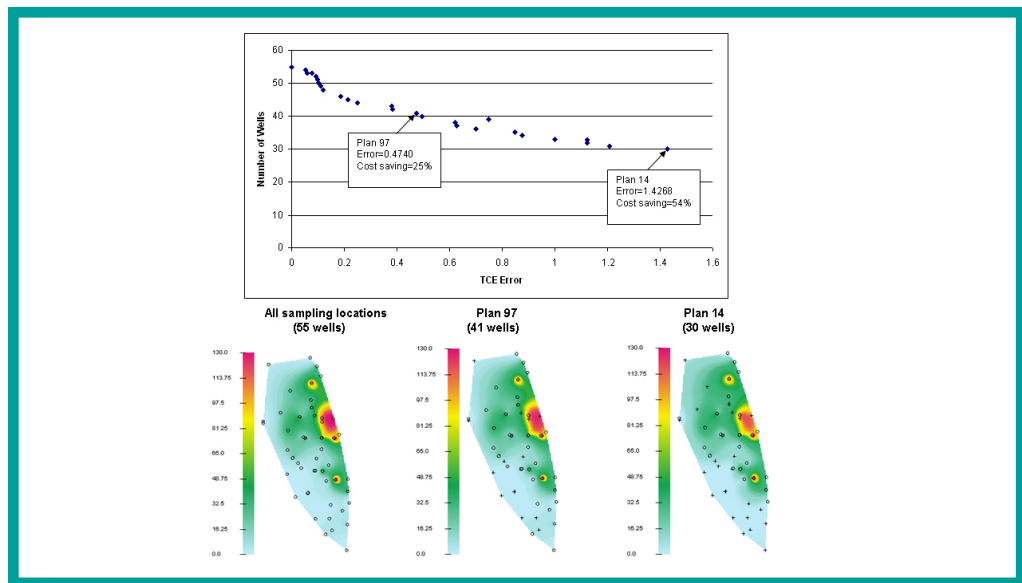 60
50
40
30
20
10
0
Number of Wells
Plan 97
Error=0.4740
Cost saving=25%
Plan 14
Error=1.4268
Cost saving=54%
0 0.2 0.4 0.6 0.8 1 1.2 1.4 1.6
TCE Error
All sampling locations
(55 wells)
Plan 97
(41 wells)
Plan 14
(30 wells)
130.0
113.75
97.5
81.25
65.0
48.75
32.5
16.25
0.0
130.0
113.75
97.5
81.25
65.0
48.75
32.5
16.25
0.0
130.0
113.75
97.5
81.25
65.0
48.75
32.5
16.25
0.0